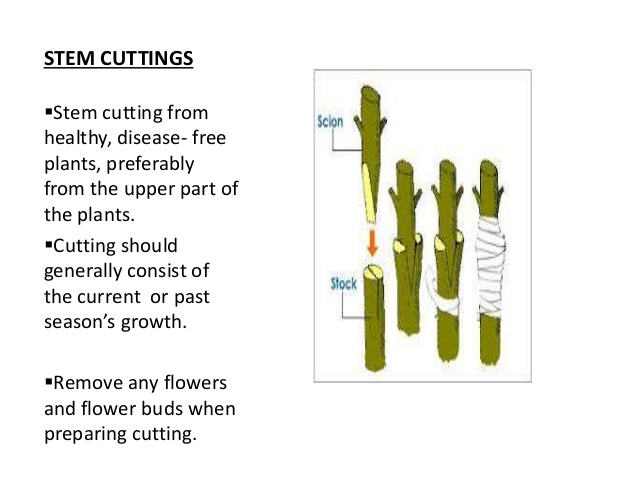 STEM CUTTINGS
▪Stem cutting from
healthy, disease- free
plants, preferably
from the upper part of
the plants.
▪Cutting should
generally consist of
the current  or past
season’s growth.
▪Remove any flowers
and flower buds when
preparing cutting.
Scion
Stock